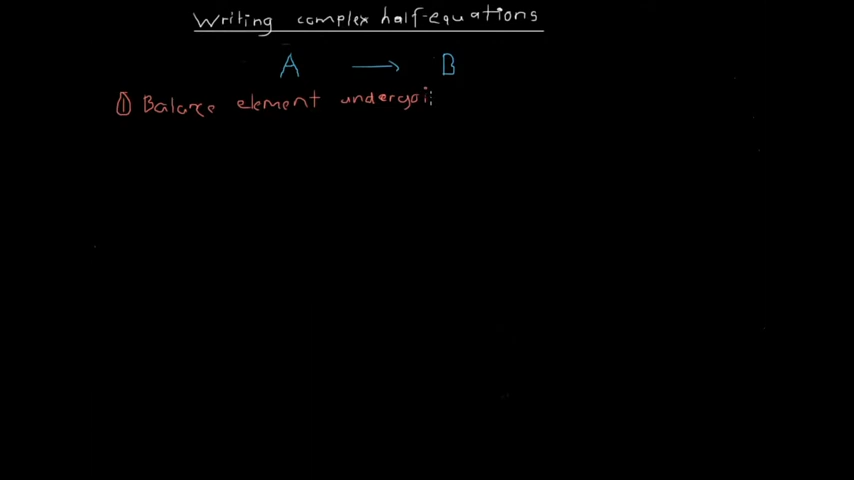 Writing complex half-equations
A → B
① Balance element undergoi